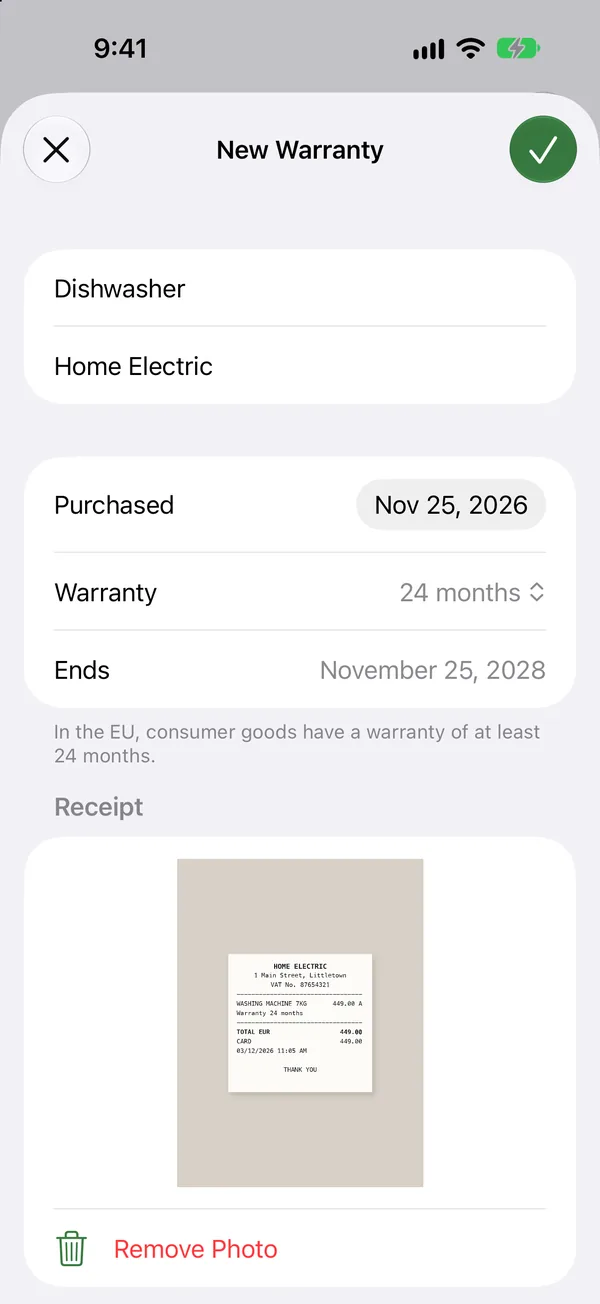 9:41
New Warranty
Dishwasher
Home Electric
Purchased
Nov 25, 2026
Warranty
24 months
Ends
November 25, 2028
In the EU, consumer goods have a warranty of at least
24 months.
Receipt
HOME ELECTRIC
1 Main Street, Littletown
VAT No. 87654321
WASHING MACHINE 7KG 449.00 A
Warranty 24 months
TOTAL EUR 449.00
CARD 449.00
03/12/2026 11:05 AM
THANK YOU
Remove Photo